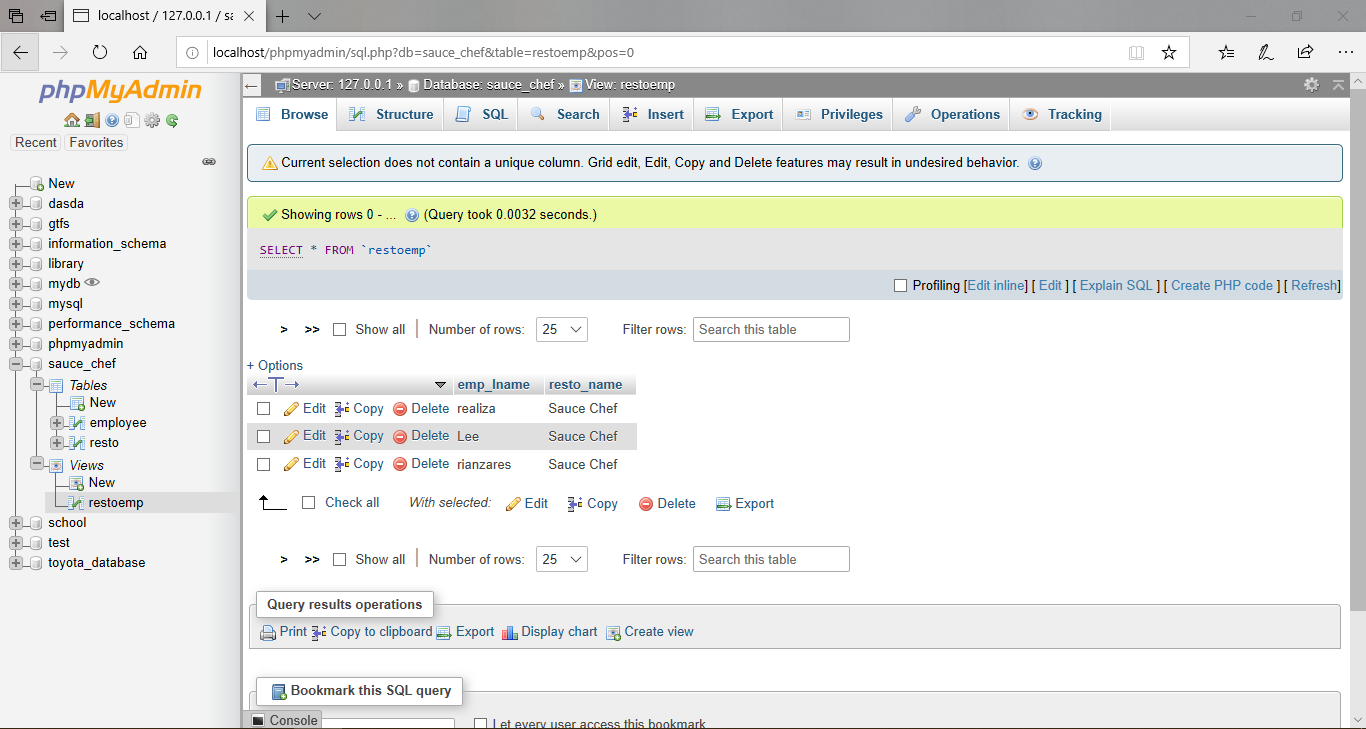 localhost / 127.0.0.1 / sa
localhost/phpmyadmin/sql.php?db=sauce_chef&table=restoemp&pos=0
phpMyAdmin
Recent Favorites
New
dasda
gtfs
information_schema
library
mydb
mysql
performance_schema
phpmyadmin
sauce_chef
Tables
New
employee
resto
Views
New
restoemp
school
test
toyota_database
Server: 127.0.0.1 » Database: sauce_chef » View: restoemp
Browse Structure SQL Search Insert Export Privileges Operations Tracking
Current selection does not contain a unique column. Grid edit, Edit, Copy and Delete features may result in undesired behavior.
Showing rows 0 - ... (Query took 0.0032 seconds.)
SELECT * FROM `restoemp`
Profiling [Edit inline] [ Edit ] [ Explain SQL ] [ Create PHP code ] [ Refresh]
> >> Show all | Number of rows: 25 Filter rows: Search this table
+ Options
←T→ emp_lname resto_name
Edit Copy Delete realiza Sauce Chef
Edit Copy Delete Lee Sauce Chef
Edit Copy Delete rianzares Sauce Chef
Check all With selected: Edit Copy Delete Export
> >> Show all | Number of rows: 25 Filter rows: Search this table
Query results operations
Print Copy to clipboard Export Display chart Create view
Bookmark this SQL query
Console
Let every user access this bookmark